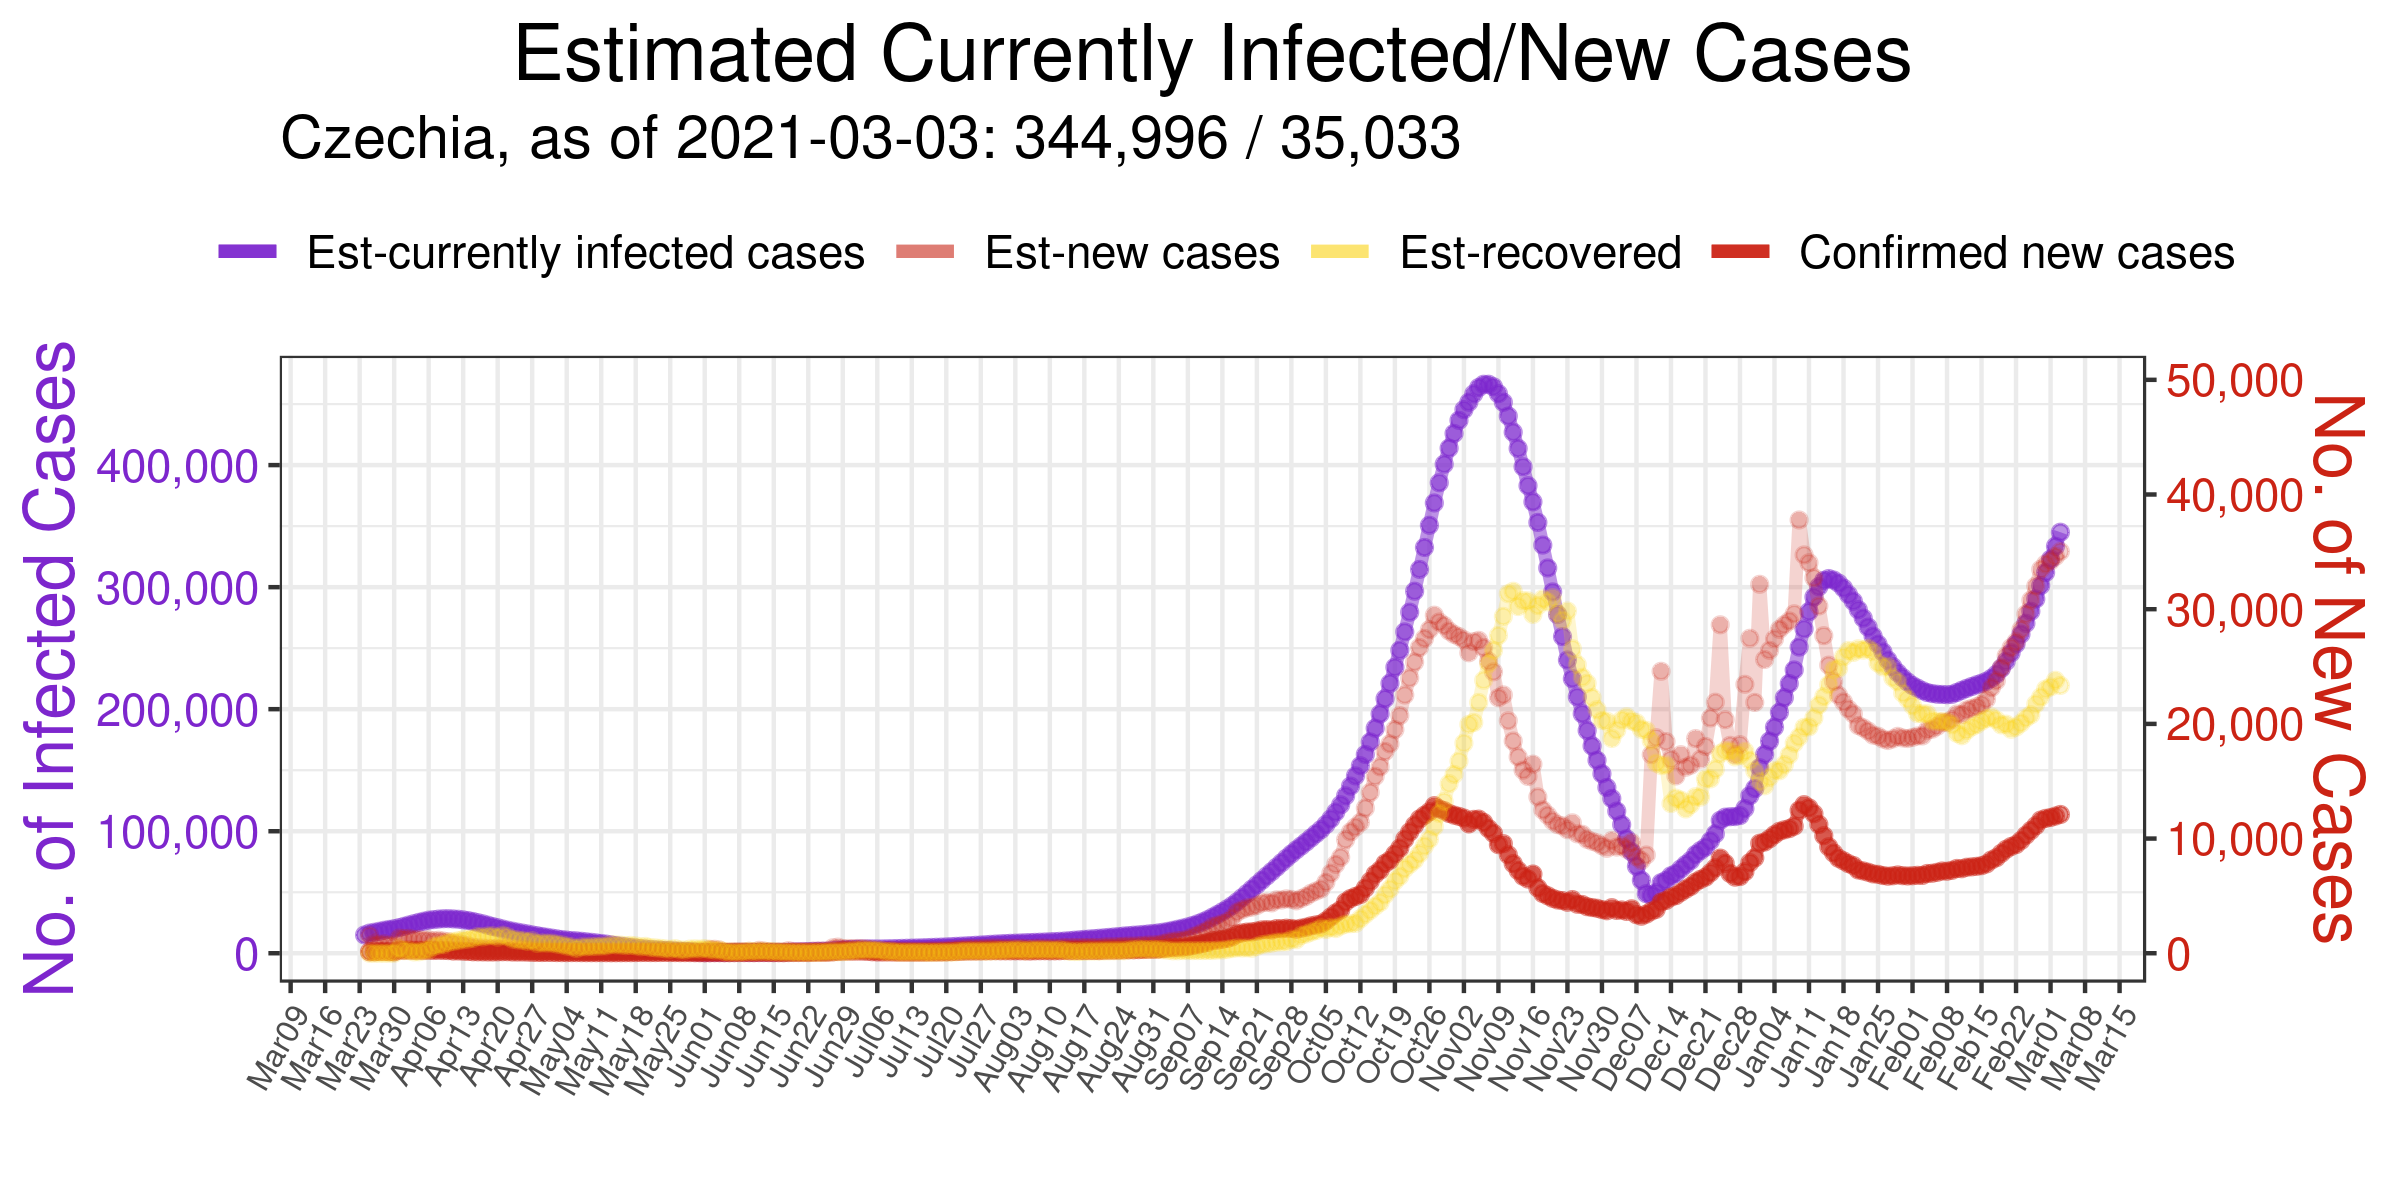 Estimated Currently Infected/New Cases
Czechia, as of 2021-03-03: 344,996 / 35,033
Est-currently infected cases Est-new cases Est-recovered Confirmed new cases
No. of Infected Cases
400,000
300,000
200,000
100,000
0
50,000
40,000
30,000
20,000
10,000
0
No. of New Cases
Mar09 Mar16 Mar23 Mar30 Apr06 Apr13 Apr20 Apr27 May04 May11 May18 May25 Jun01 Jun08 Jun15 Jun22 Jun29 Jul06 Jul13 Jul20 Jul27 Aug03 Aug10 Aug17 Aug24 Aug31 Sep07 Sep14 Sep21 Sep28 Oct05 Oct12 Oct19 Oct26 Nov02 Nov09 Nov16 Nov23 Nov30 Dec07 Dec14 Dec21 Dec28 Jan04 Jan11 Jan18 Jan25 Feb01 Feb08 Feb15 Feb22 Mar01 Mar08 Mar15